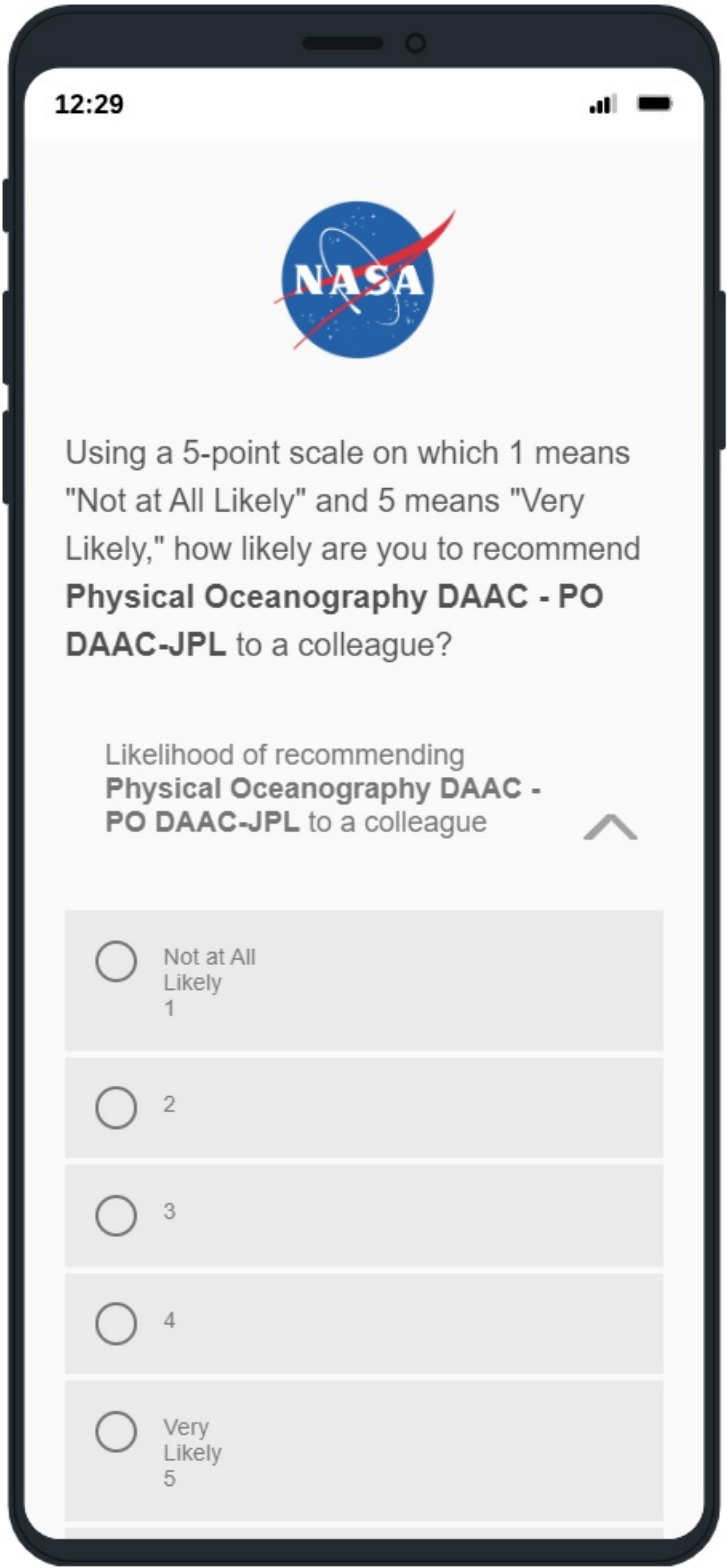 12:29
NASA
Using a 5-point scale on which 1 means
"Not at All Likely" and 5 means "Very
Likely," how likely are you to recommend
Physical Oceanography DAAC - PO
DAAC-JPL to a colleague?
Likelihood of recommending
Physical Oceanography DAAC -
PO DAAC-JPL to a colleague
Not at All
Likely
1
2
3
4
Very
Likely
5